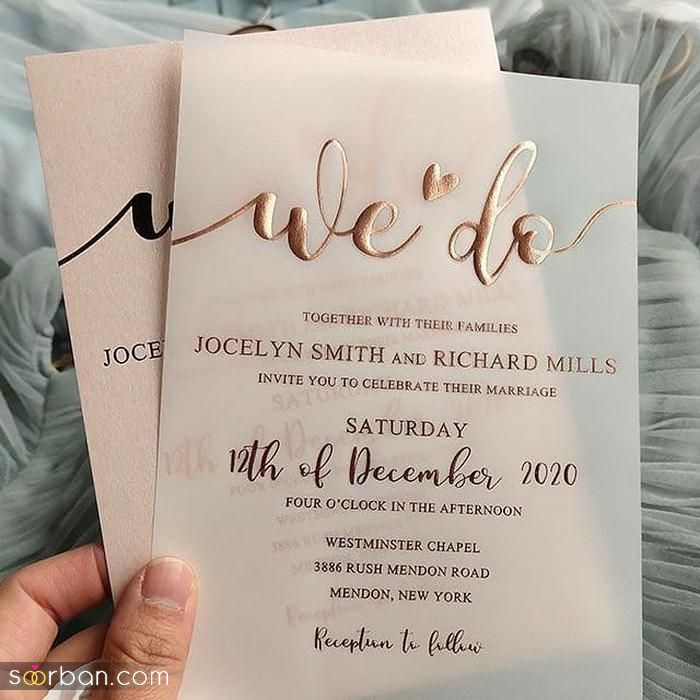 we do
TOGETHER WITH THEIR FAMILIES
JOCELYN SMITH AND RICHARD MILLS
INVITE YOU TO CELEBRATE THEIR MARRIAGE
SATURDAY
12th of December 2020
FOUR O'CLOCK IN THE AFTERNOON
WESTMINSTER CHAPEL
3886 RUSH MENDON ROAD
MENDON, NEW YORK
Reception to follow
JOCE
soorban.com